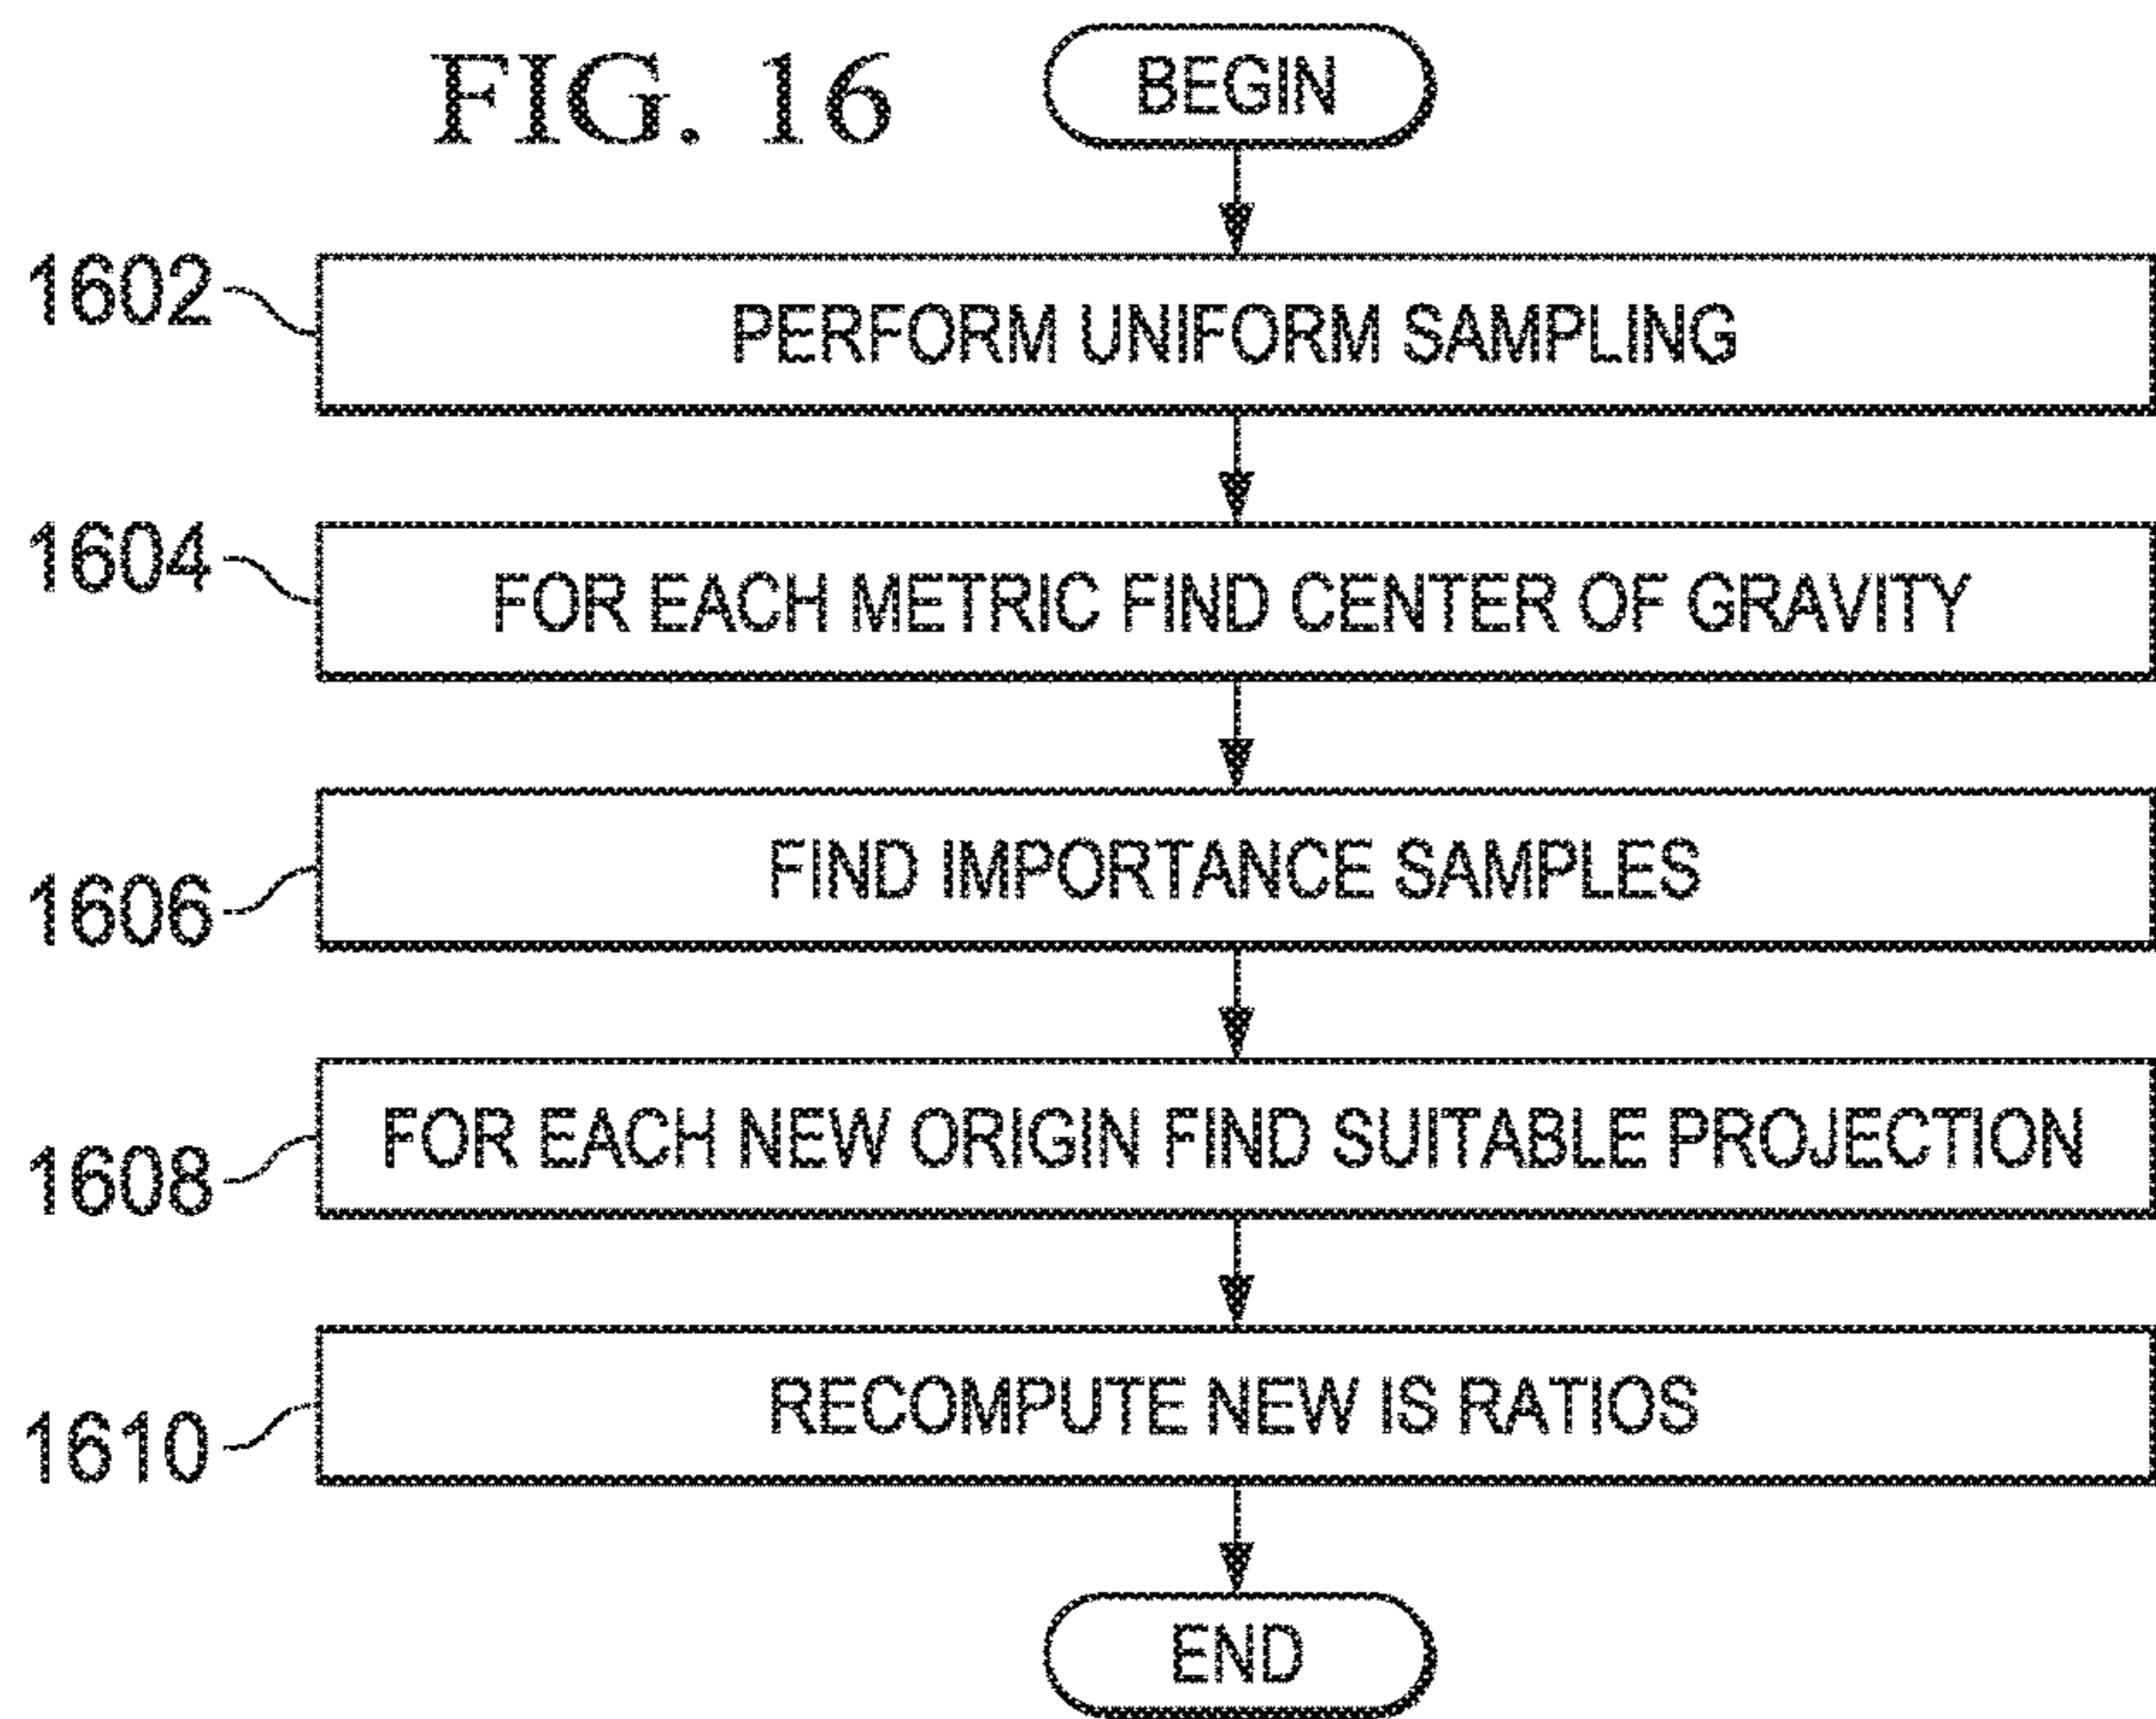 FIG. 16
BEGIN
1602
PERFORM UNIFORM SAMPLING
1604
FOR EACH METRIC FIND CENTER OF GRAVITY
1606
FIND IMPORTANCE SAMPLES
1608
FOR EACH NEW ORIGIN FIND SUITABLE PROJECTION
1610
RECOMPUTE NEW IS RATIOS
END